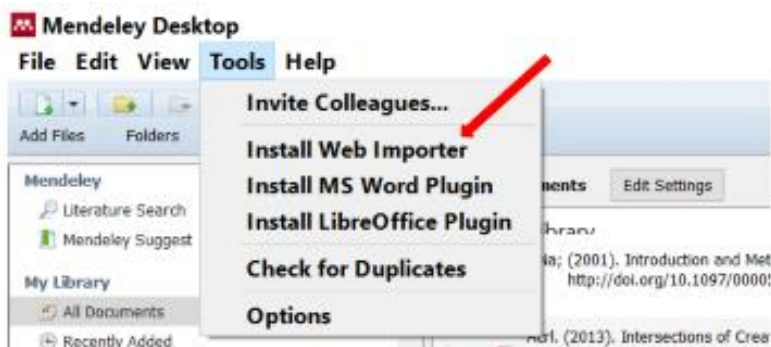 Mendeley Desktop
File Edit View Tools Help
Add Files Folders
Invite Colleagues...
Install Web Importer
Install MS Word Plugin
Install LibreOffice Plugin
Check for Duplicates
Options
Mendeley
Literature Search
Mendeley Suggest
My Library
All Documents
Recently Added
Edit Settings
(2001). Introduction and Met
http://doi.org/10.1097/00005
(2013). Intersections of Crea